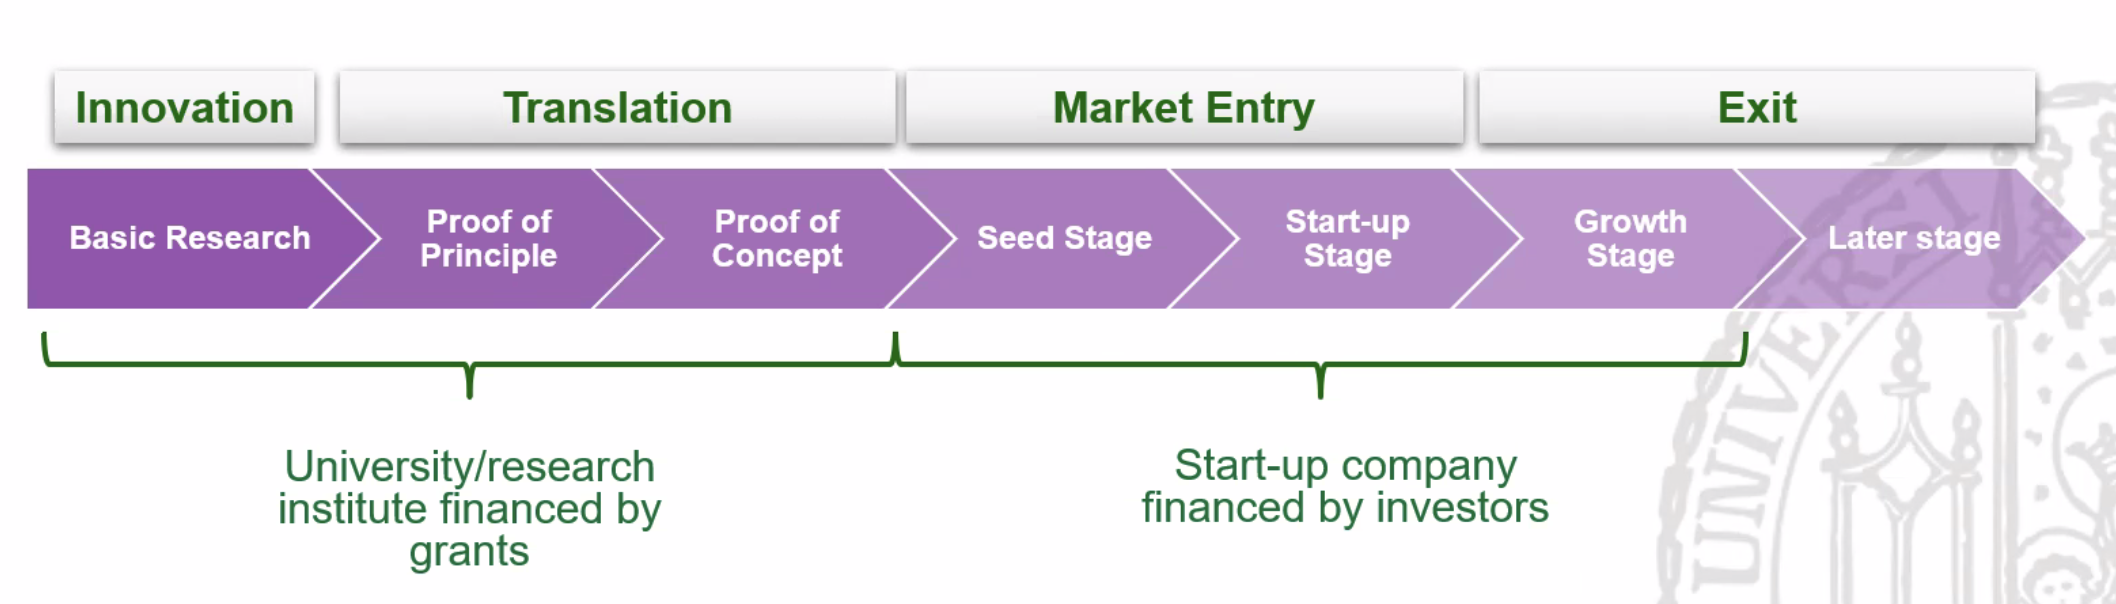 Innovation
Translation
Market Entry
Exit
Basic Research
Proof of
Principle
Proof of
Concept
Seed Stage
Start-up
Stage
Growth
Stage
Later stage
University/research
institute financed by
grants
Start-up company
financed by investors
UNIVERSI